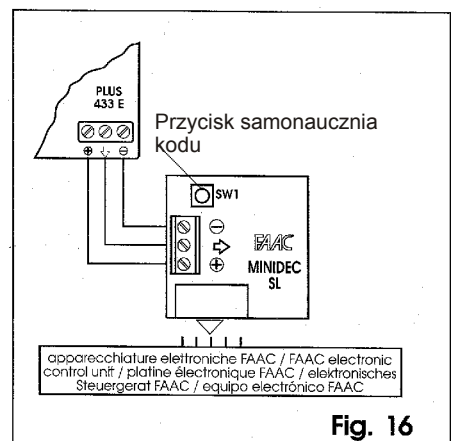 PLUS
433 E
⊕ ⇩ ⊖
Przycisk samonaucznia
kodu
SW1
⊖
⇨
⊕
FAAC
MINIDEC
SL
apparecchiature elettroniche FAAC / FAAC electronic
control unit / platine électronique FAAC / elektronisches
Steuergerat FAAC / equipo electrónico FAAC
Fig. 16